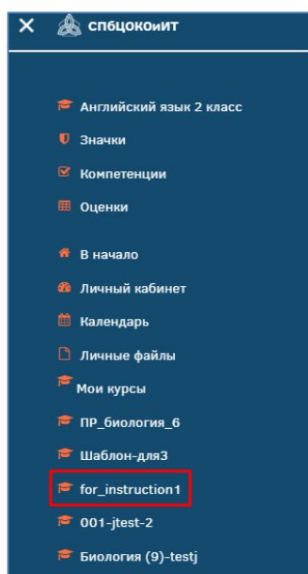 спбцокоиит
Английский язык 2 класс
Значки
Компетенции
Оценки
В начало
Личный кабинет
Календарь
Личные файлы
Мои курсы
ПР_биология_6
Шаблон-для3
for_instruction1
001-jtest-2
Биология (9)-testj